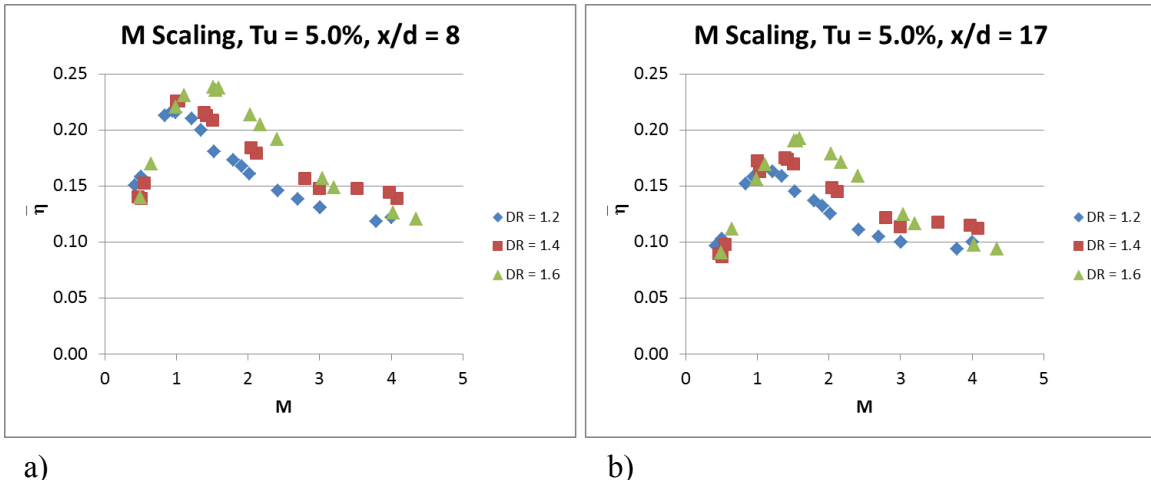 M Scaling, Tu = 5.0%, x/d = 8
0.25
0.20
0.15
0.10
0.05
0.00
η̅
0 1 2 3 4 5
M
DR = 1.2
DR = 1.4
DR = 1.6
a)
M Scaling, Tu = 5.0%, x/d = 17
0.25
0.20
0.15
0.10
0.05
0.00
η̅
0 1 2 3 4 5
M
DR = 1.2
DR = 1.4
DR = 1.6
b)